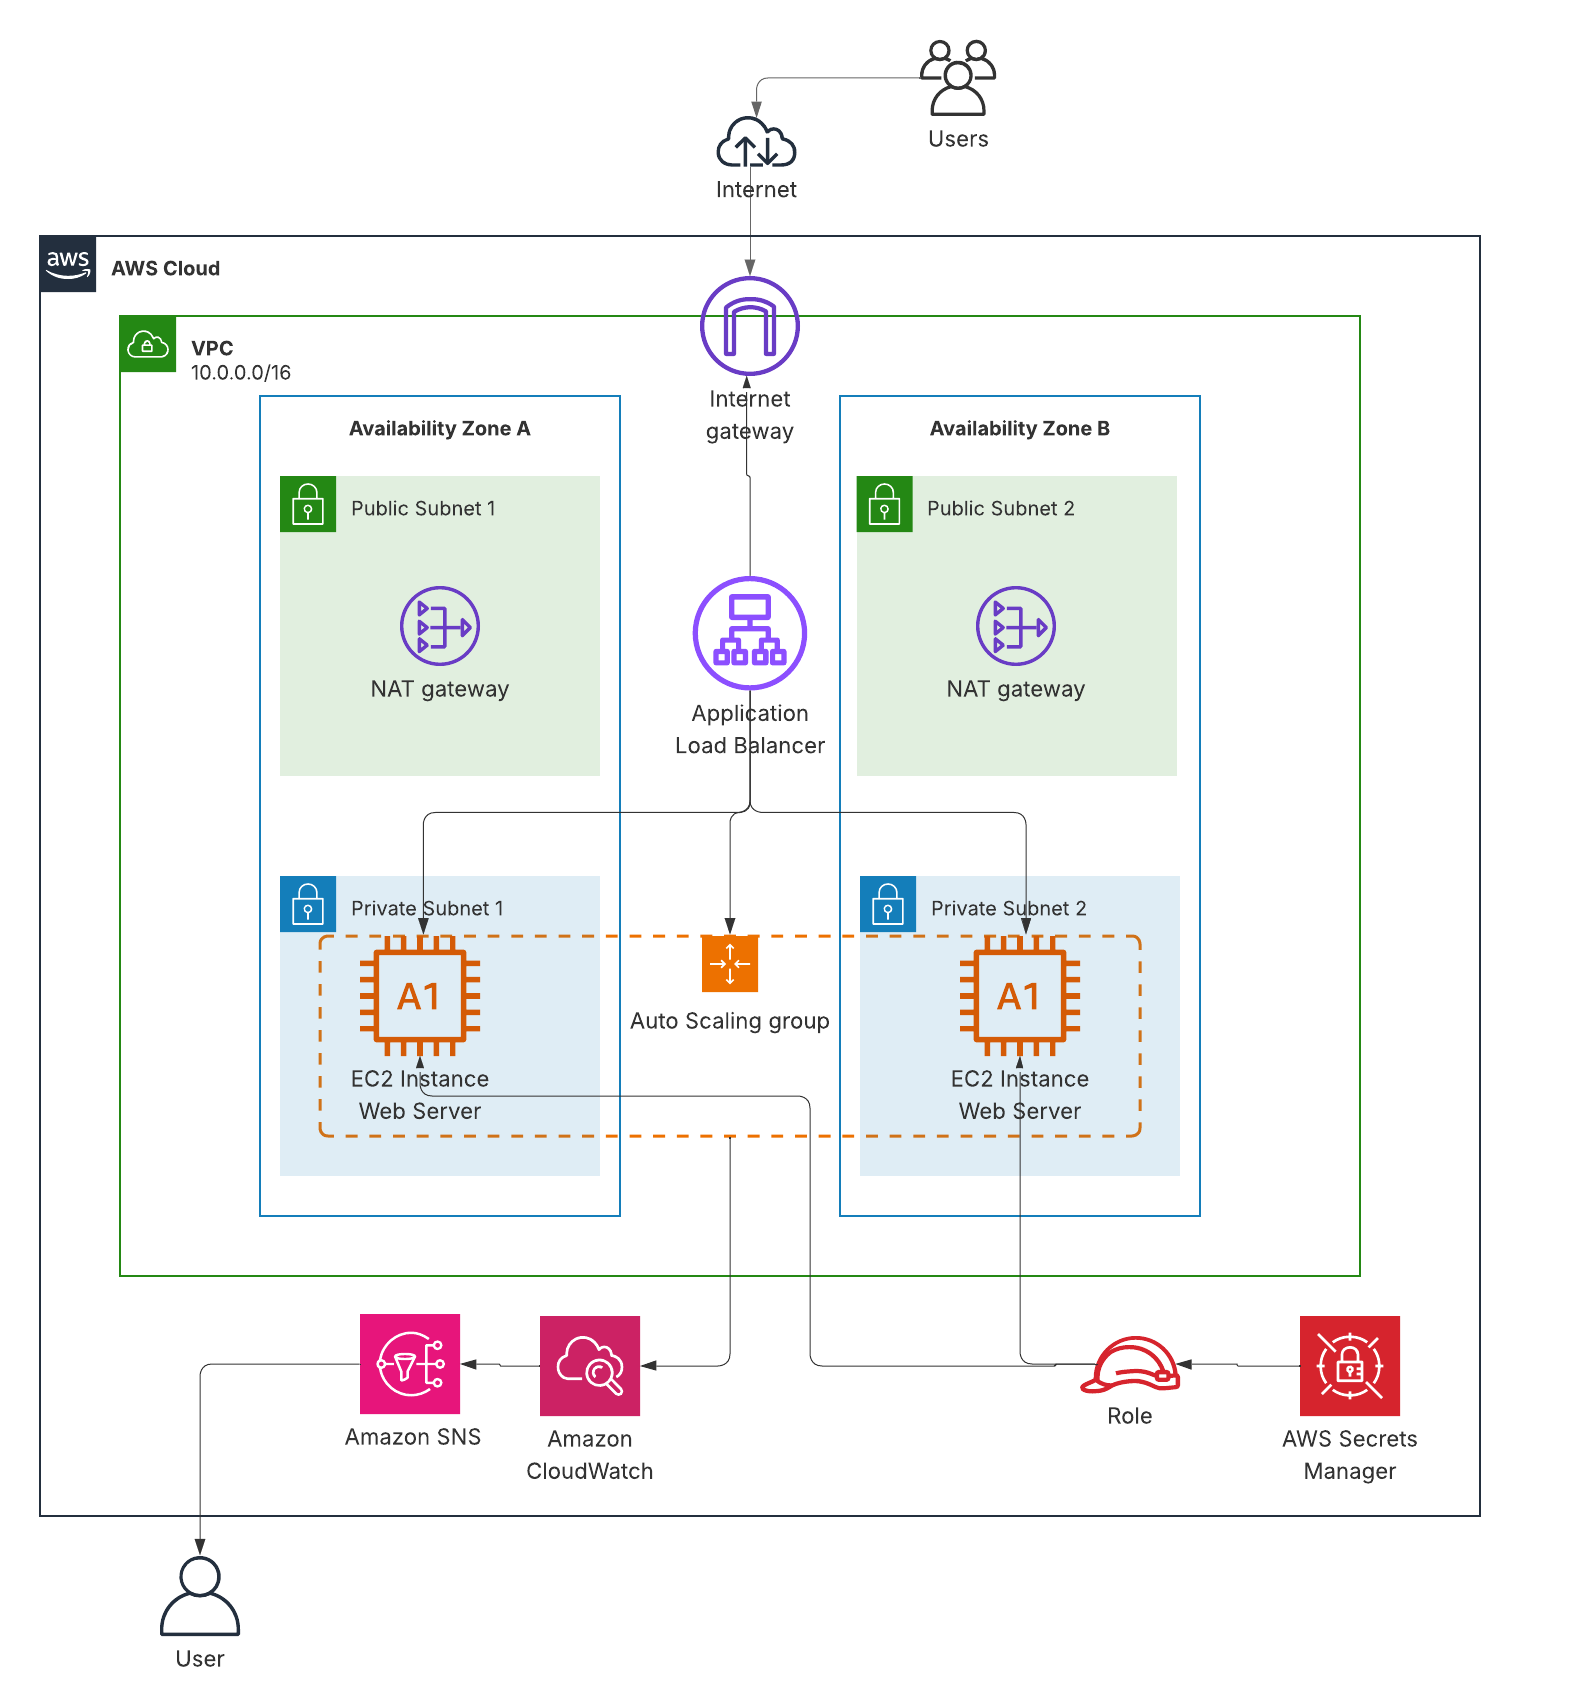 Users
Internet
aws
AWS Cloud
VPC
10.0.0.0/16
Internet
gateway
Availability Zone A
Availability Zone B
Public Subnet 1
Public Subnet 2
NAT gateway
NAT gateway
Application
Load Balancer
Private Subnet 1
Private Subnet 2
A1
A1
Auto Scaling group
EC2 Instance
Web Server
EC2 Instance
Web Server
Amazon SNS
Amazon
CloudWatch
Role
AWS Secrets
Manager
User